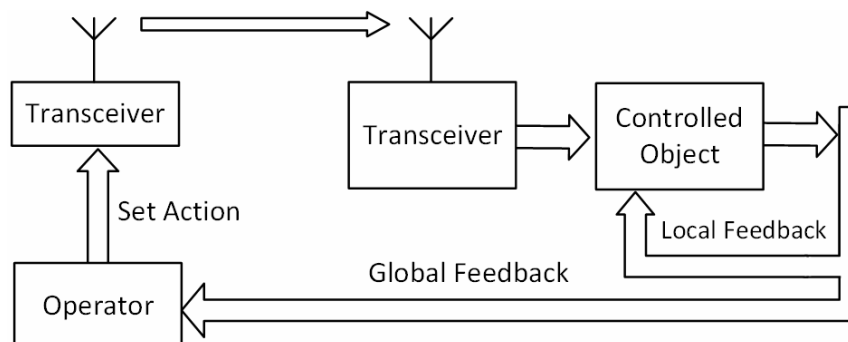 Transceiver
Transceiver
Controlled
Object
Set Action
Local Feedback
Global Feedback
Operator